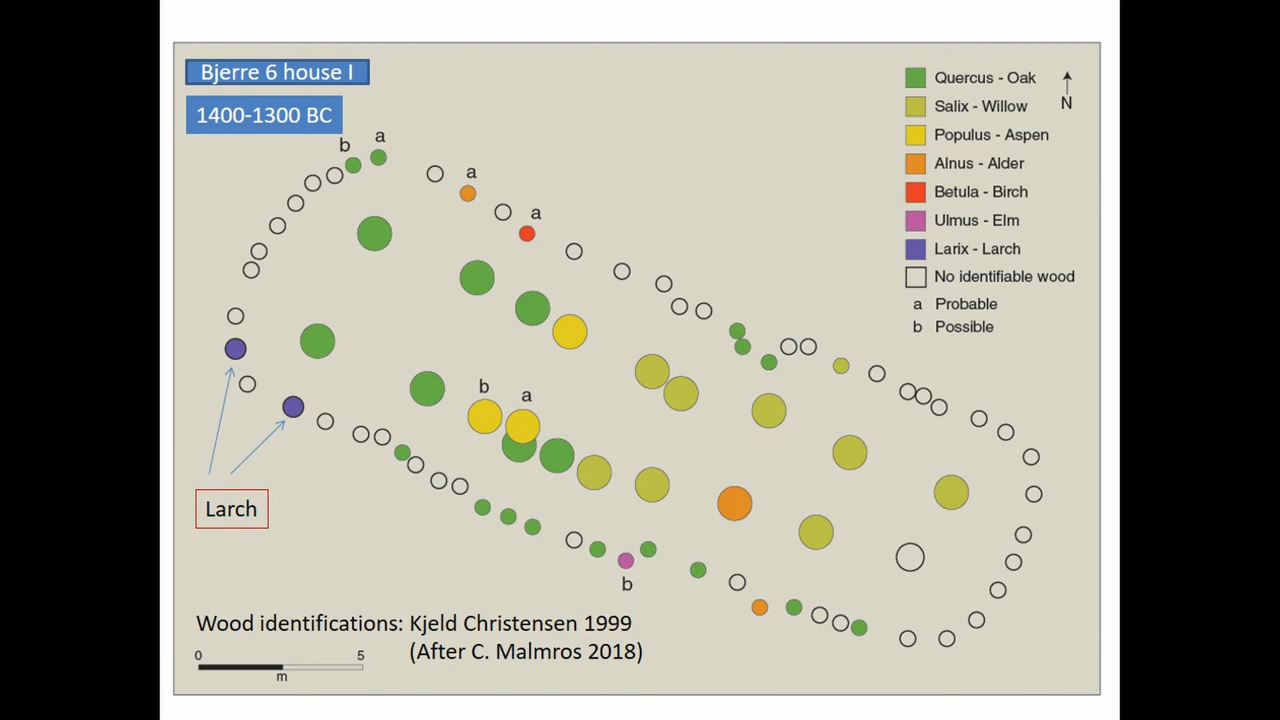 Bjerre 6 house I
1400-1300 BC
Quercus - Oak
Salix - Willow
Populus - Aspen
Alnus - Alder
Betula - Birch
Ulmus - Elm
Larix - Larch
No identifiable wood
a Probable
b Possible
N
b
a
a
a
b
a
b
Larch
Wood identifications: Kjeld Christensen 1999
(After C. Malmros 2018)
0 5
m